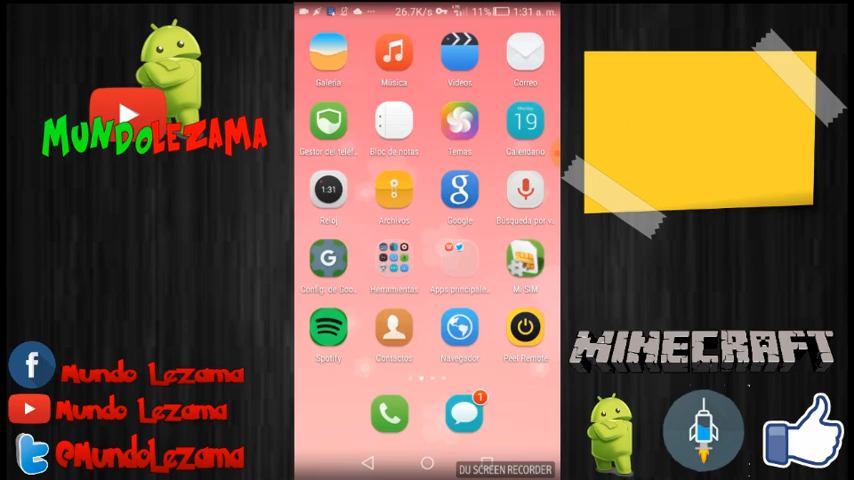 26.7K/s 11% 1:31 a. m.
Galería Música Videos Correo
Gestor del teléf.. Bloc de notas Temas Calendario
Monday
19
1:31
Reloj Archivos Google Búsqueda por v..
Config. de Goo.. Herramientas Apps principale.. Mi SIM
Spotify Contactos Navegador Peel Remote
1
DU SCREEN RECORDER
MUNDOLEZAMA
Mundo Lezama
Mundo Lezama
@MundoLezama
MINECRAFT